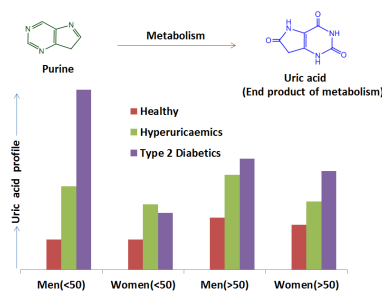 Metabolism
N
N
N
Purine
O
H
N
O
NH
N
H
O
Uric acid
(End product of metabolism)
Healthy
Hyperuricaemics
Type 2 Diabetics
Uric acid profile
Men(<50)
Women(<50)
Men(>50)
Women(>50)